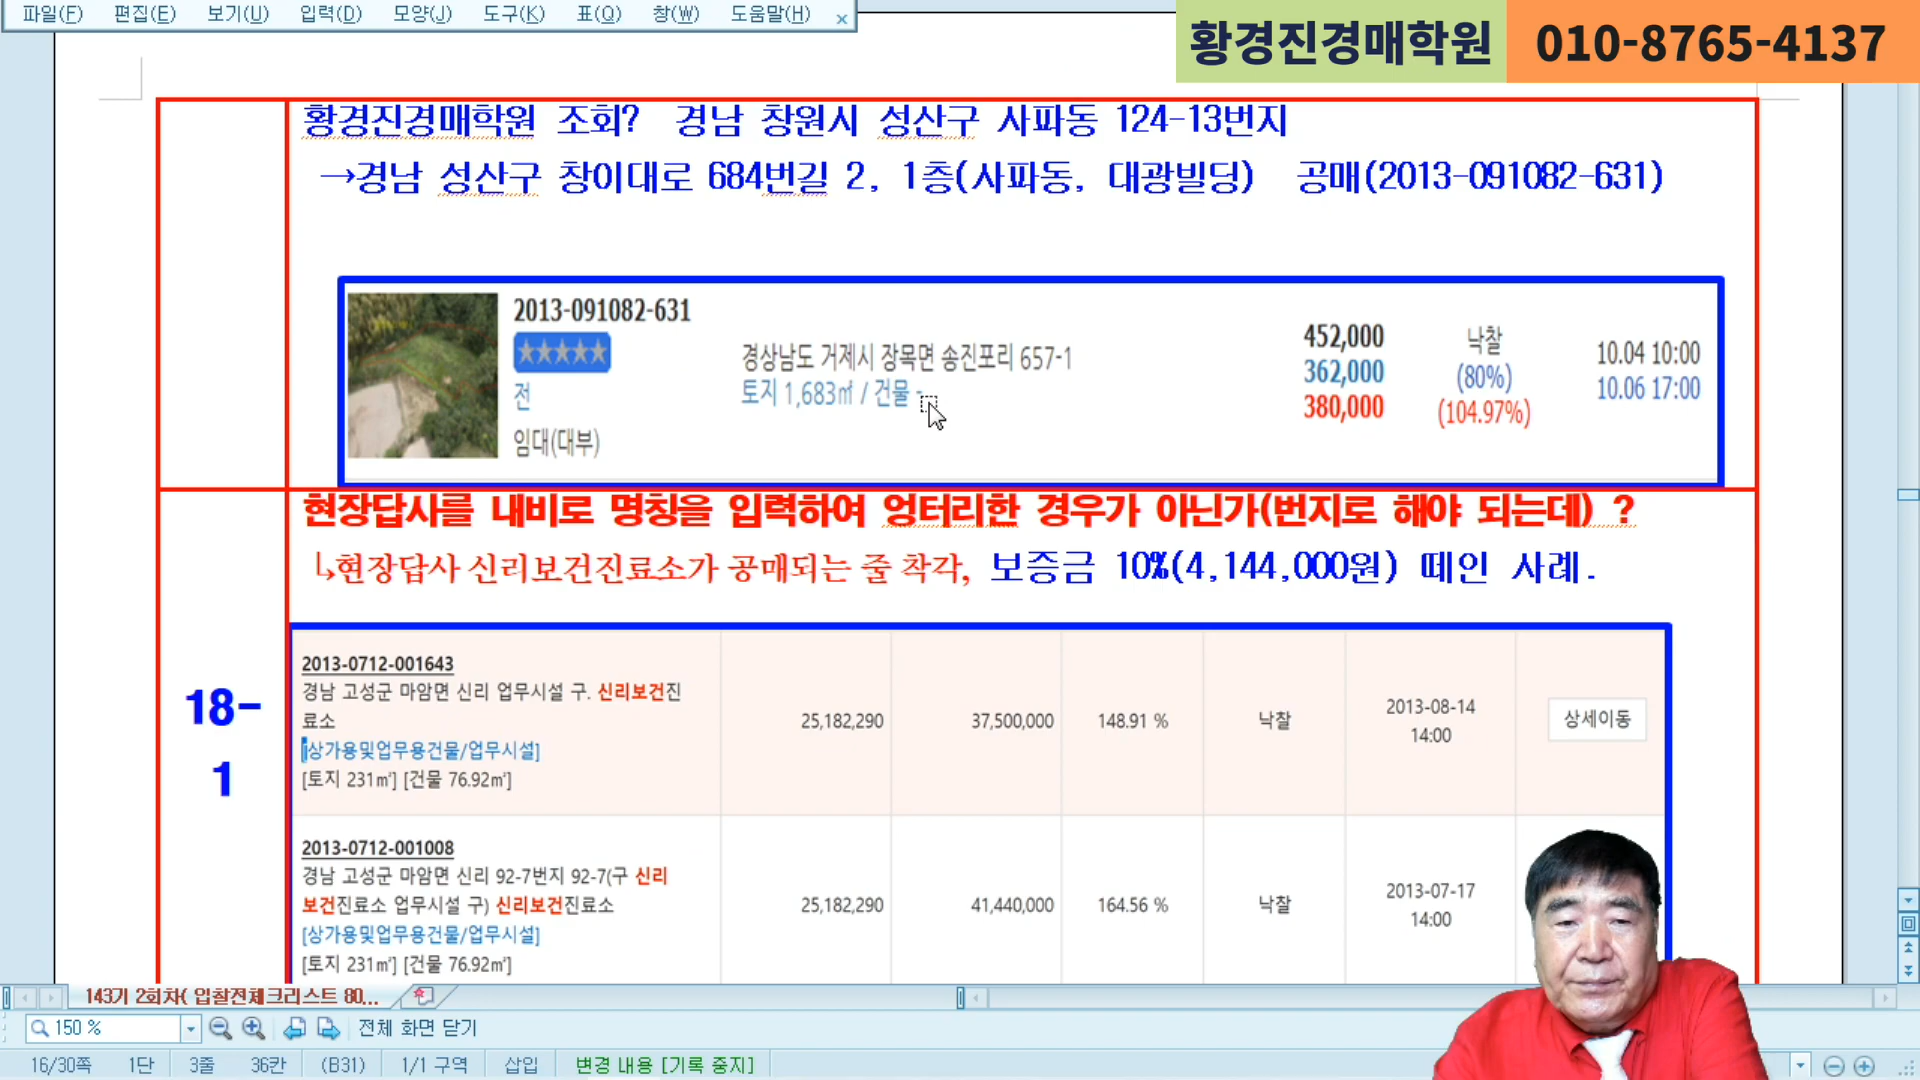 파일(F) 편집(E) 보기(U) 입력(D) 모양(J) 도구(K) 표(Q) 창(W) 도움말(H) x
황경진경매학원 010-8765-4137
황경진경매학원 조회? 경남 창원시 성산구 사파동 124-13번지
→경남 성산구 창이대로 684번길 2, 1층(사파동, 대광빌딩) 공매(2013-091082-631)
2013-091082-631
★★★★★
전
임대(대부)
경상남도 거제시 장목면 송진포리 657-1
토지 1,683㎡ / 건물 -
452,000
362,000
380,000
낙찰
(80%)
(104.97%)
10.04 10:00
10.06 17:00
현장답사를 내비로 명칭을 입력하여 엉터리한 경우가 아닌가(번지로 해야 되는데) ?
↳현장답사 신리보건진료소가 공매되는 줄 착각, 보증금 10%(4,144,000원) 떼인 사례.
18-
1
2013-0712-001643
경남 고성군 마암면 신리 업무시설 구. 신리보건진
료소
[상가용및업무용건물/업무시설]
[토지 231㎡] [건물 76.92㎡]
25,182,290 37,500,000 148.91 % 낙찰
2013-08-14
14:00
상세이동
2013-0712-001008
경남 고성군 마암면 신리 92-7번지 92-7(구 신리
보건진료소 업무시설 구) 신리보건진료소
[상가용및업무용건물/업무시설]
[토지 231㎡] [건물 76.92㎡]
25,182,290 41,440,000 164.56 % 낙찰
2013-07-17
14:00
143기 2회차( 입찰전체크리스트 80...
150 % 전체 화면 닫기
16/30쪽 1단 3줄 36칸 (B31) 1/1 구역 삽입 변경 내용 [기록 중지]